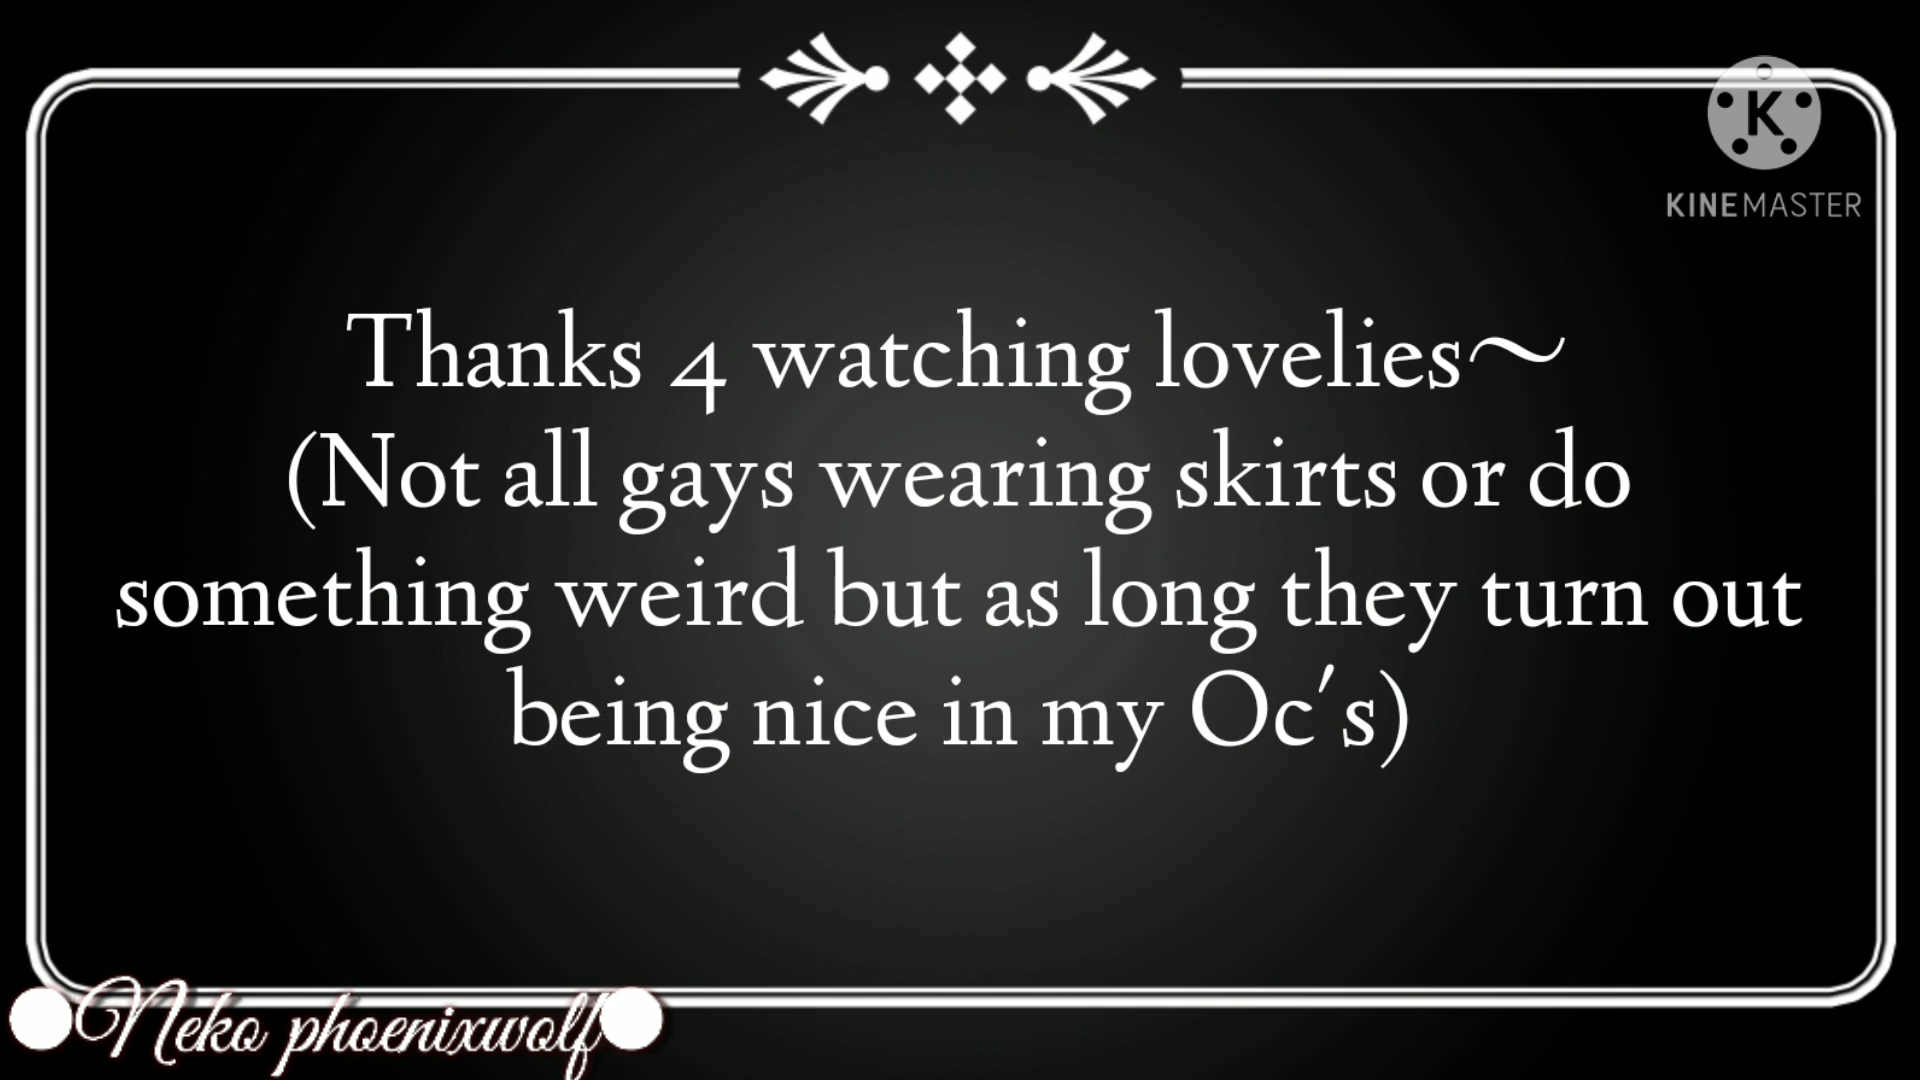 K
KINEMASTER
Thanks 4 watching lovelies~
(Not all gays wearing skirts or do
something weird but as long they turn out
being nice in my Oc's)
Neko phoenixwolf